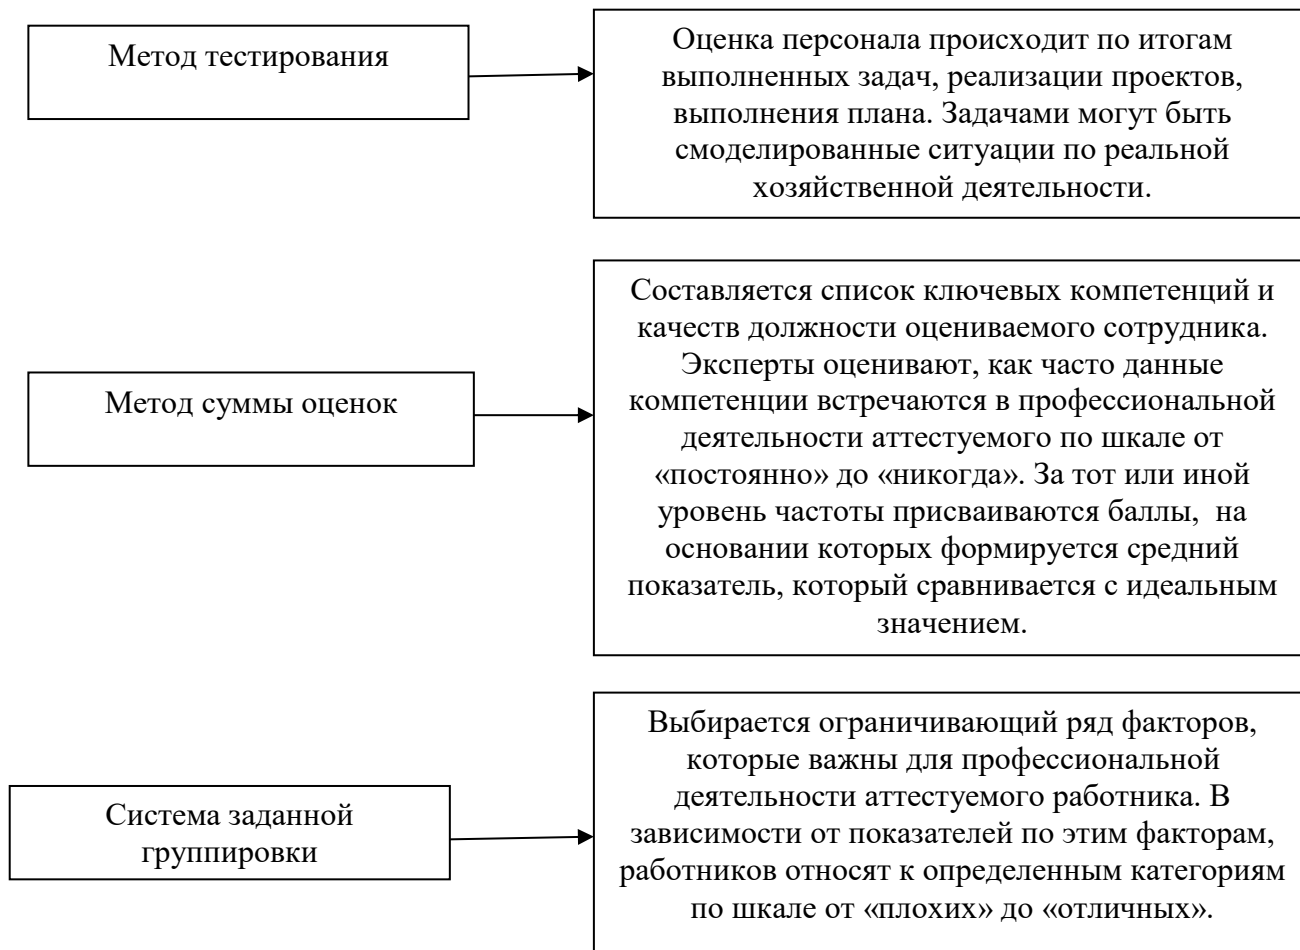 Метод тестирования
Оценка персонала происходит по итогам
выполненных задач, реализации проектов,
выполнения плана. Задачами могут быть
смоделированные ситуации по реальной
хозяйственной деятельности.
Метод суммы оценок
Составляется список ключевых компетенций и
качеств должности оцениваемого сотрудника.
Эксперты оценивают, как часто данные
компетенции встречаются в профессиональной
деятельности аттестуемого по шкале от
«постоянно» до «никогда». За тот или иной
уровень частоты присваиваются баллы,  на
основании которых формируется средний
показатель, который сравнивается с идеальным
значением.
Система заданной
группировки
Выбирается ограничивающий ряд факторов,
которые важны для профессиональной
деятельности аттестуемого работника. В
зависимости от показателей по этим факторам,
работников относят к определенным категориям
по шкале от «плохих» до «отличных».